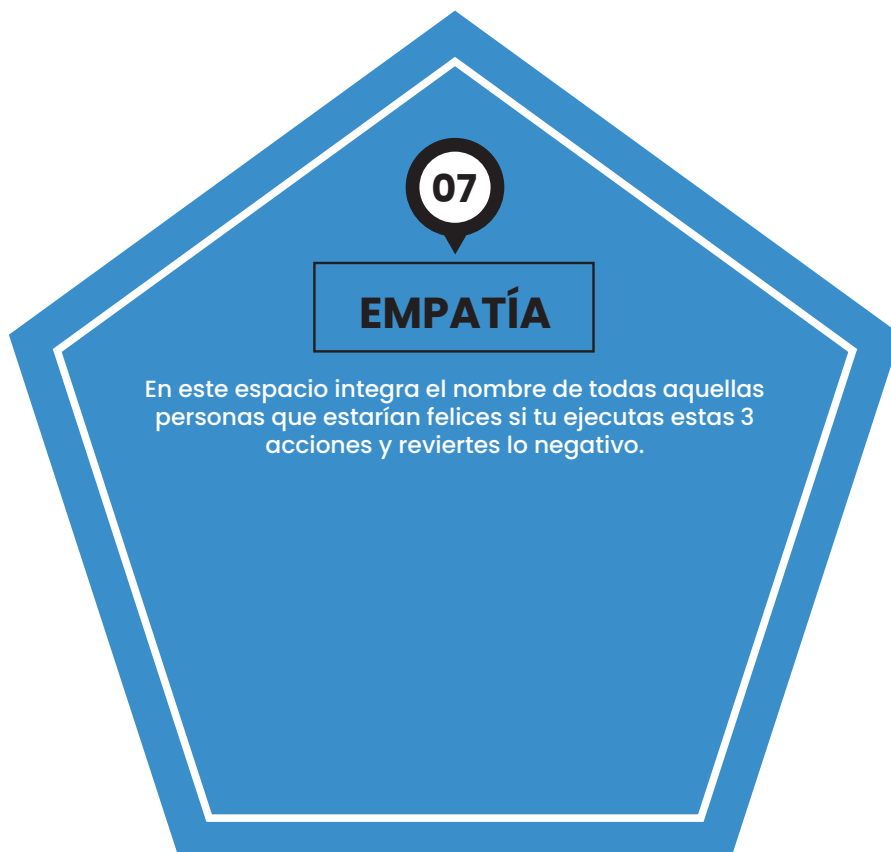 07
EMPATÍA
En este espacio integra el nombre de todas aquellas
personas que estarían felices si tu ejecutas estas 3
acciones y reviertes lo negativo.